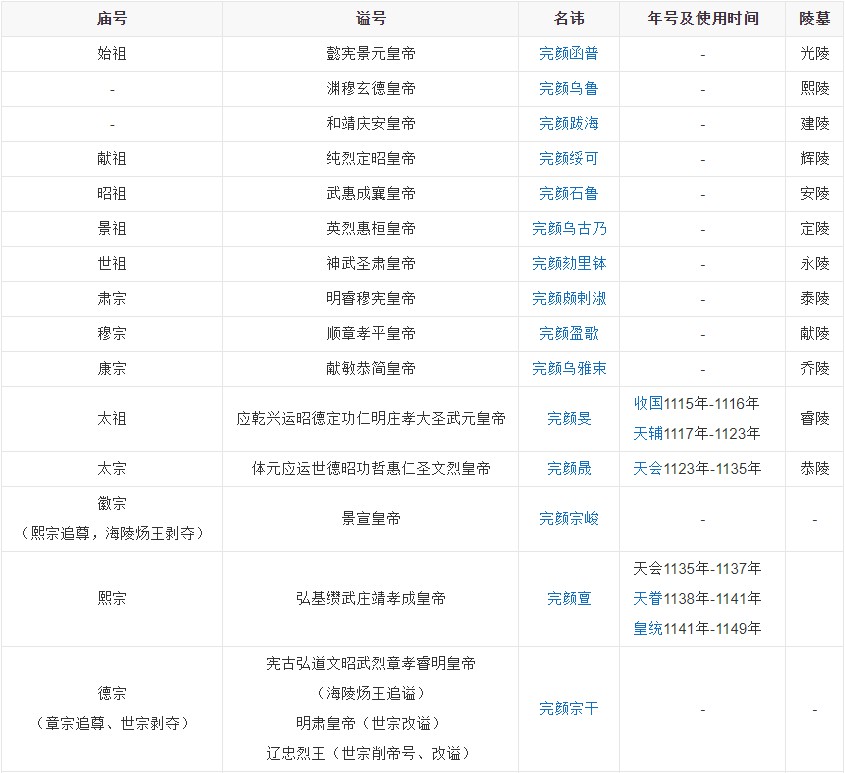 庙号 谥号 名讳 年号及使用时间 陵墓
始祖 懿宪景元皇帝 完颜函普 - 光陵
- 渊穆玄德皇帝 完颜乌鲁 - 熙陵
- 和靖庆安皇帝 完颜跋海 - 建陵
献祖 纯烈定昭皇帝 完颜绥可 - 辉陵
昭祖 武惠成襄皇帝 完颜石鲁 - 安陵
景祖 英烈惠桓皇帝 完颜乌古乃 - 定陵
世祖 神武圣肃皇帝 完颜劾里钵 - 永陵
肃宗 明睿穆宪皇帝 完颜颇剌淑 - 泰陵
穆宗 顺章孝平皇帝 完颜盈歌 - 献陵
康宗 献敏恭简皇帝 完颜乌雅束 - 乔陵
太祖 应乾兴运昭德定功仁明庄孝大圣武元皇帝 完颜旻 收国1115年-1116年 睿陵
天辅1117年-1123年
太宗 体元应运世德昭功哲惠仁圣文烈皇帝 完颜晟 天会1123年-1135年 恭陵
徽宗
（熙宗追尊，海陵炀王剥夺） 景宣皇帝 完颜宗峻 - -
天会1135年-1137年
熙宗 弘基缵武庄靖孝成皇帝 完颜亶 天眷1138年-1141年
皇统1141年-1149年
德宗
（章宗追尊、世宗剥夺） 宪古弘道文昭武烈章孝睿明皇帝
（海陵炀王追谥）
明肃皇帝（世宗改谥）
辽忠烈王（世宗削帝号、改谥） 完颜宗干 - -